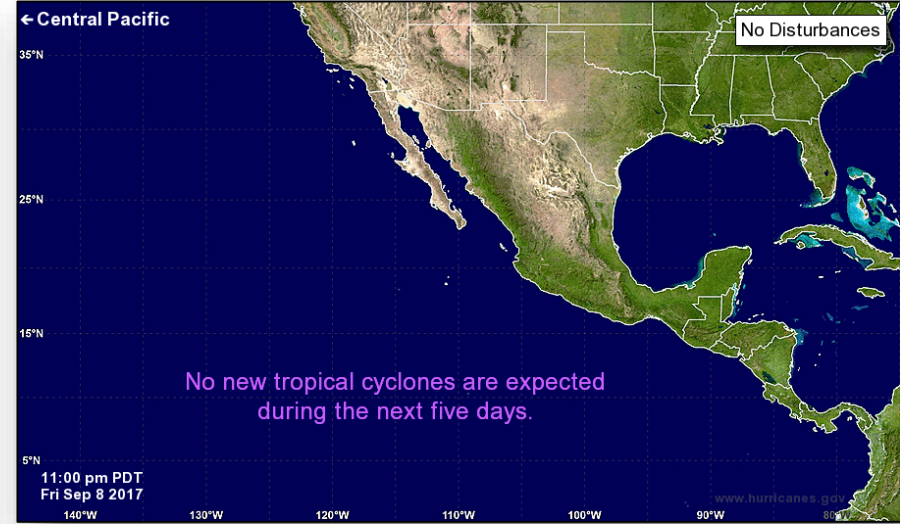 ← Central Pacific
No Disturbances
35°N
25°N
15°N
No new tropical cyclones are expected
during the next five days.
5°N
11:00 pm PDT
Fri Sep 8 2017
www.hurricanes.gov
140°W 130°W 120°W 110°W 100°W 90°W 80°W